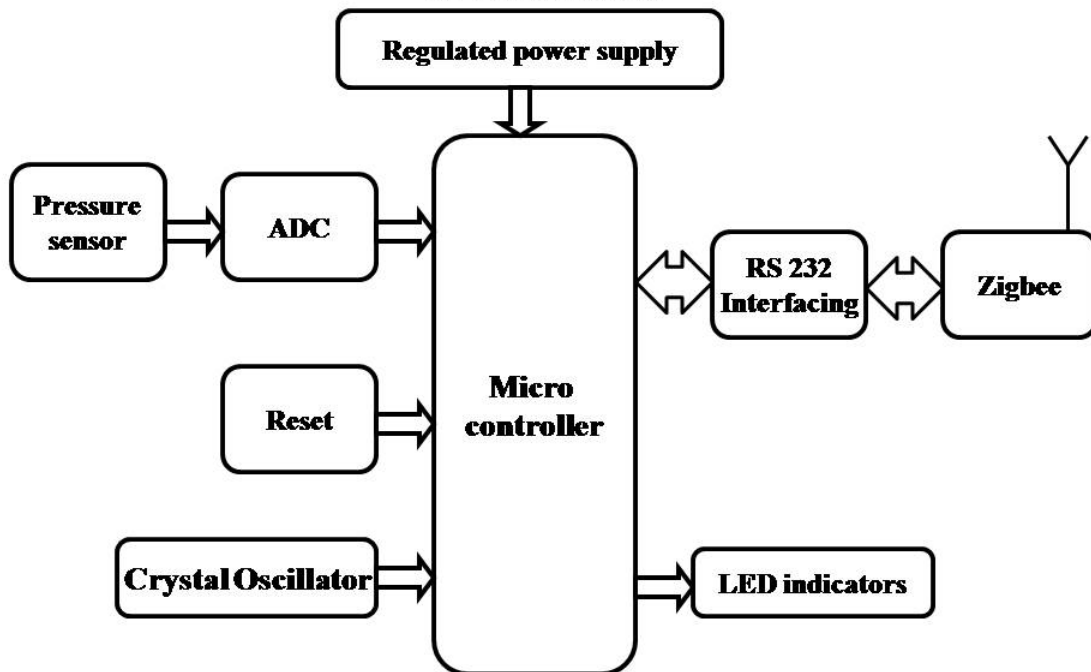 Regulated power supply
Pressure
sensor
ADC
RS 232
Interfacing
Zigbee
Micro
controller
Reset
Crystal Oscillator
LED indicators